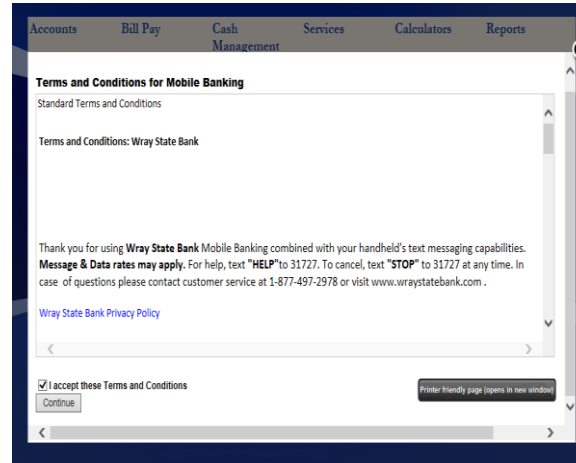 Accounts Bill Pay Cash Services Calculators Reports
Management
Terms and Conditions for Mobile Banking
Standard Terms and Conditions
Terms and Conditions: Wray State Bank
Thank you for using Wray State Bank Mobile Banking combined with your handheld's text messaging capabilities.
Message & Data rates may apply. For help, text "HELP"to 31727. To cancel, text "STOP" to 31727 at any time. In
case of questions please contact customer service at 1-877-497-2978 or visit www.wraystatebank.com .
Wray State Bank Privacy Policy
I accept these Terms and Conditions
Printer friendly page (opens in new window)
Continue